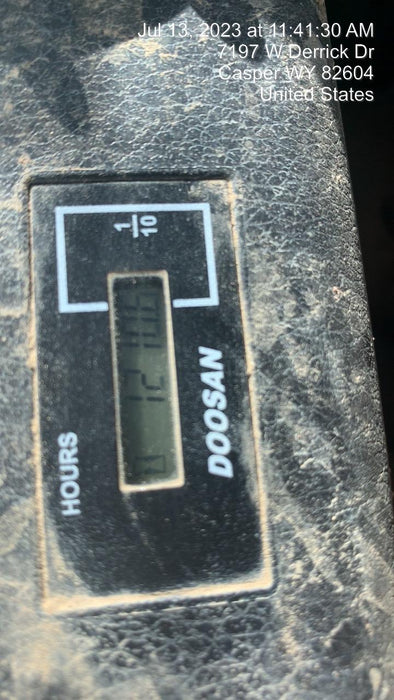 Jul 13, 2023 at 11:41:30 AM
7197 W Derrick Dr
Casper WY 82604
United States
HOURS
1/10
DOOSAN